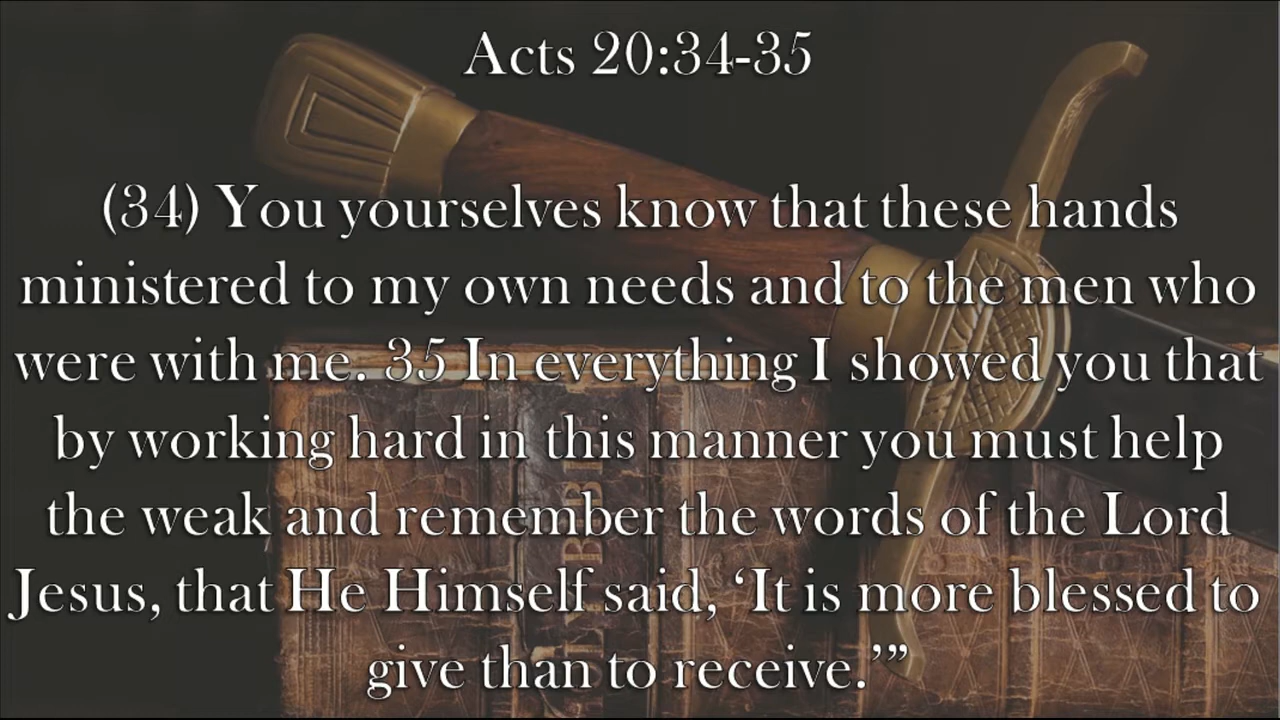 Acts 20:34-35
(34) You yourselves know that these hands
ministered to my own needs and to the men who
were with me. 35 In everything I showed you that
by working hard in this manner you must help
the weak and remember the words of the Lord
Jesus, that He Himself said, ‘It is more blessed to
give than to receive.’”